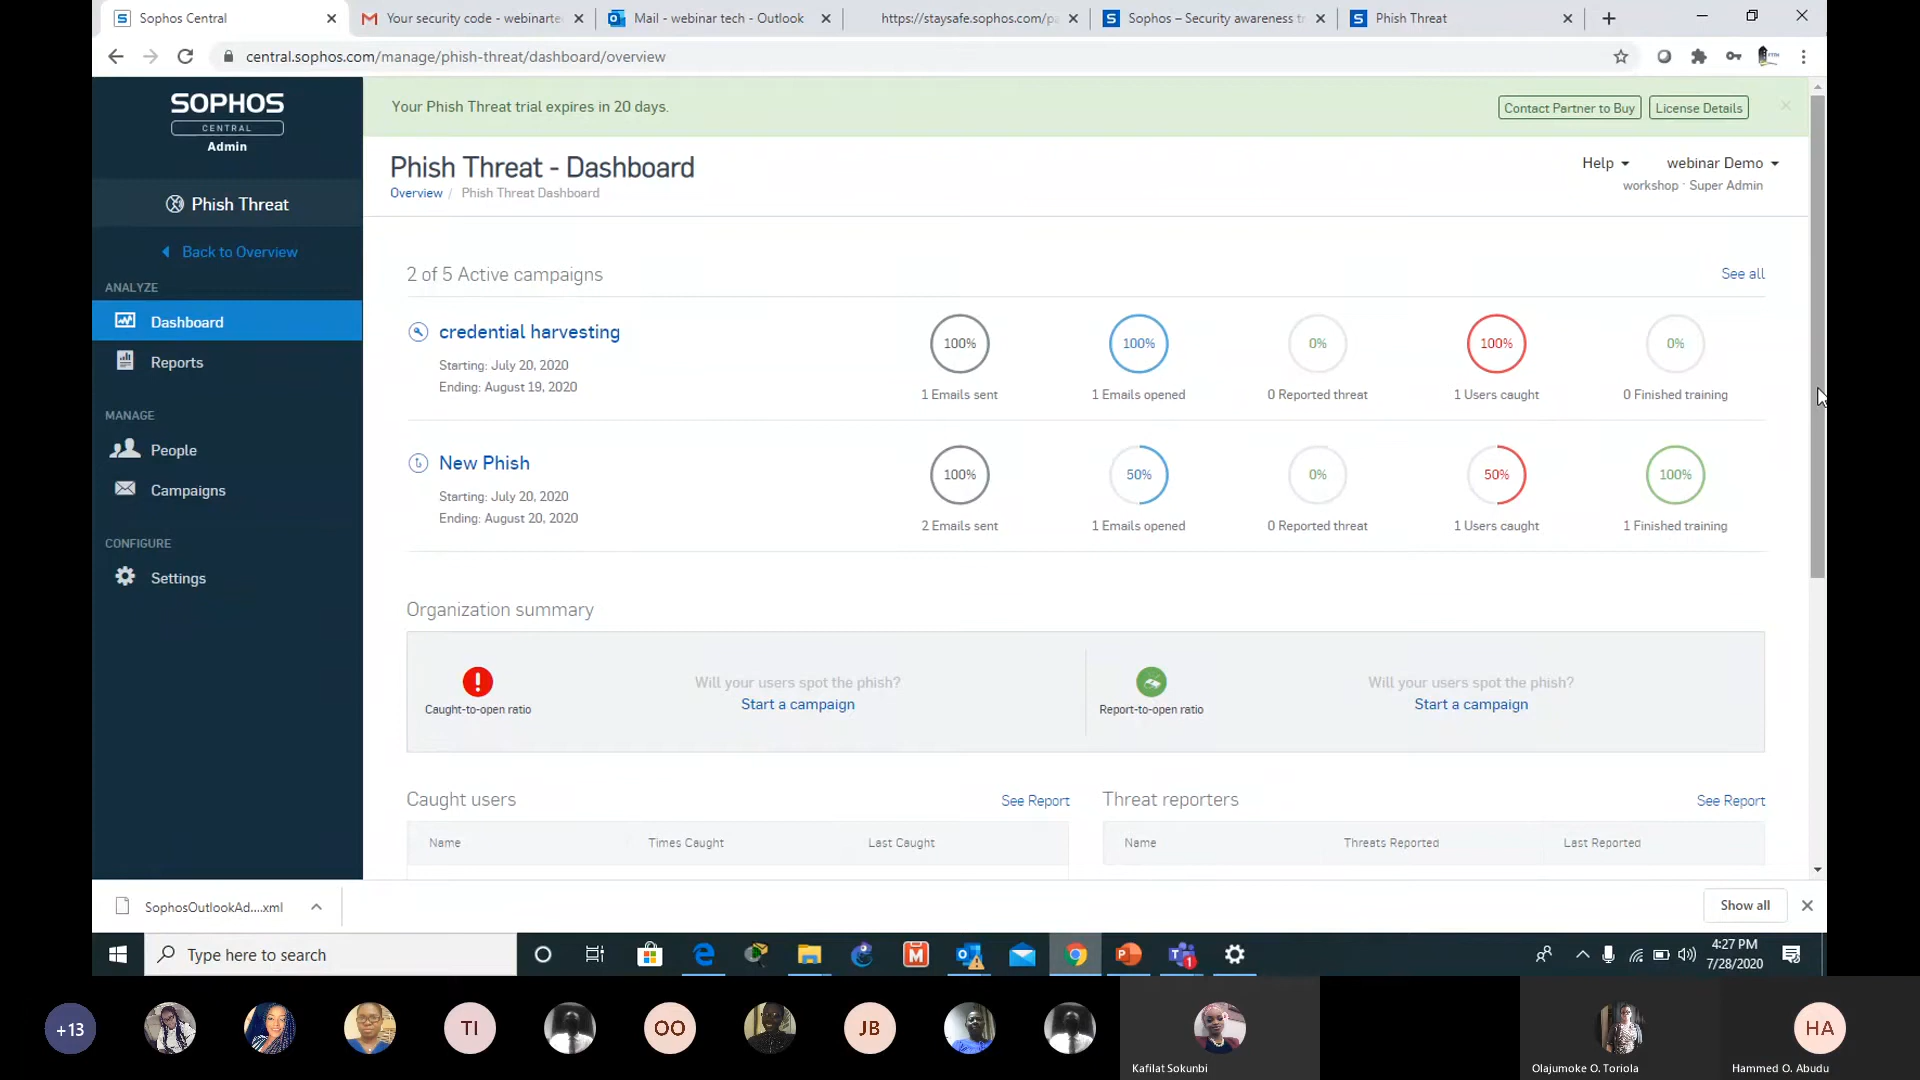 Sophos Central
Your security code - webinarte
Mail - webinar tech - Outlook
https://staysafe.sophos.com/pa
Sophos – Security awareness tr
Phish Threat
central.sophos.com/manage/phish-threat/dashboard/overview
SOPHOS
CENTRAL
Admin
Your Phish Threat trial expires in 20 days.
Contact Partner to Buy
License Details
Phish Threat - Dashboard
Overview / Phish Threat Dashboard
Help
webinar Demo
workshop · Super Admin
Phish Threat
Back to Overview
ANALYZE
Dashboard
Reports
MANAGE
People
Campaigns
CONFIGURE
Settings
2 of 5 Active campaigns
See all
credential harvesting
Starting: July 20, 2020
Ending: August 19, 2020
100%
100%
0%
100%
0%
1 Emails sent
1 Emails opened
0 Reported threat
1 Users caught
0 Finished training
New Phish
Starting: July 20, 2020
Ending: August 20, 2020
100%
50%
0%
50%
100%
2 Emails sent
1 Emails opened
0 Reported threat
1 Users caught
1 Finished training
Organization summary
Caught-to-open ratio
Will your users spot the phish?
Start a campaign
Report-to-open ratio
Will your users spot the phish?
Start a campaign
Caught users
See Report
Name
Times Caught
Last Caught
Threat reporters
See Report
Name
Threats Reported
Last Reported
SophosOutlookAd....xml
Show all
Type here to search
4:27 PM
7/28/2020
+13
TI
OO
JB
Kafilat Sokunbi
Olajumoke O. Toriola
HA
Hammed O. Abudu